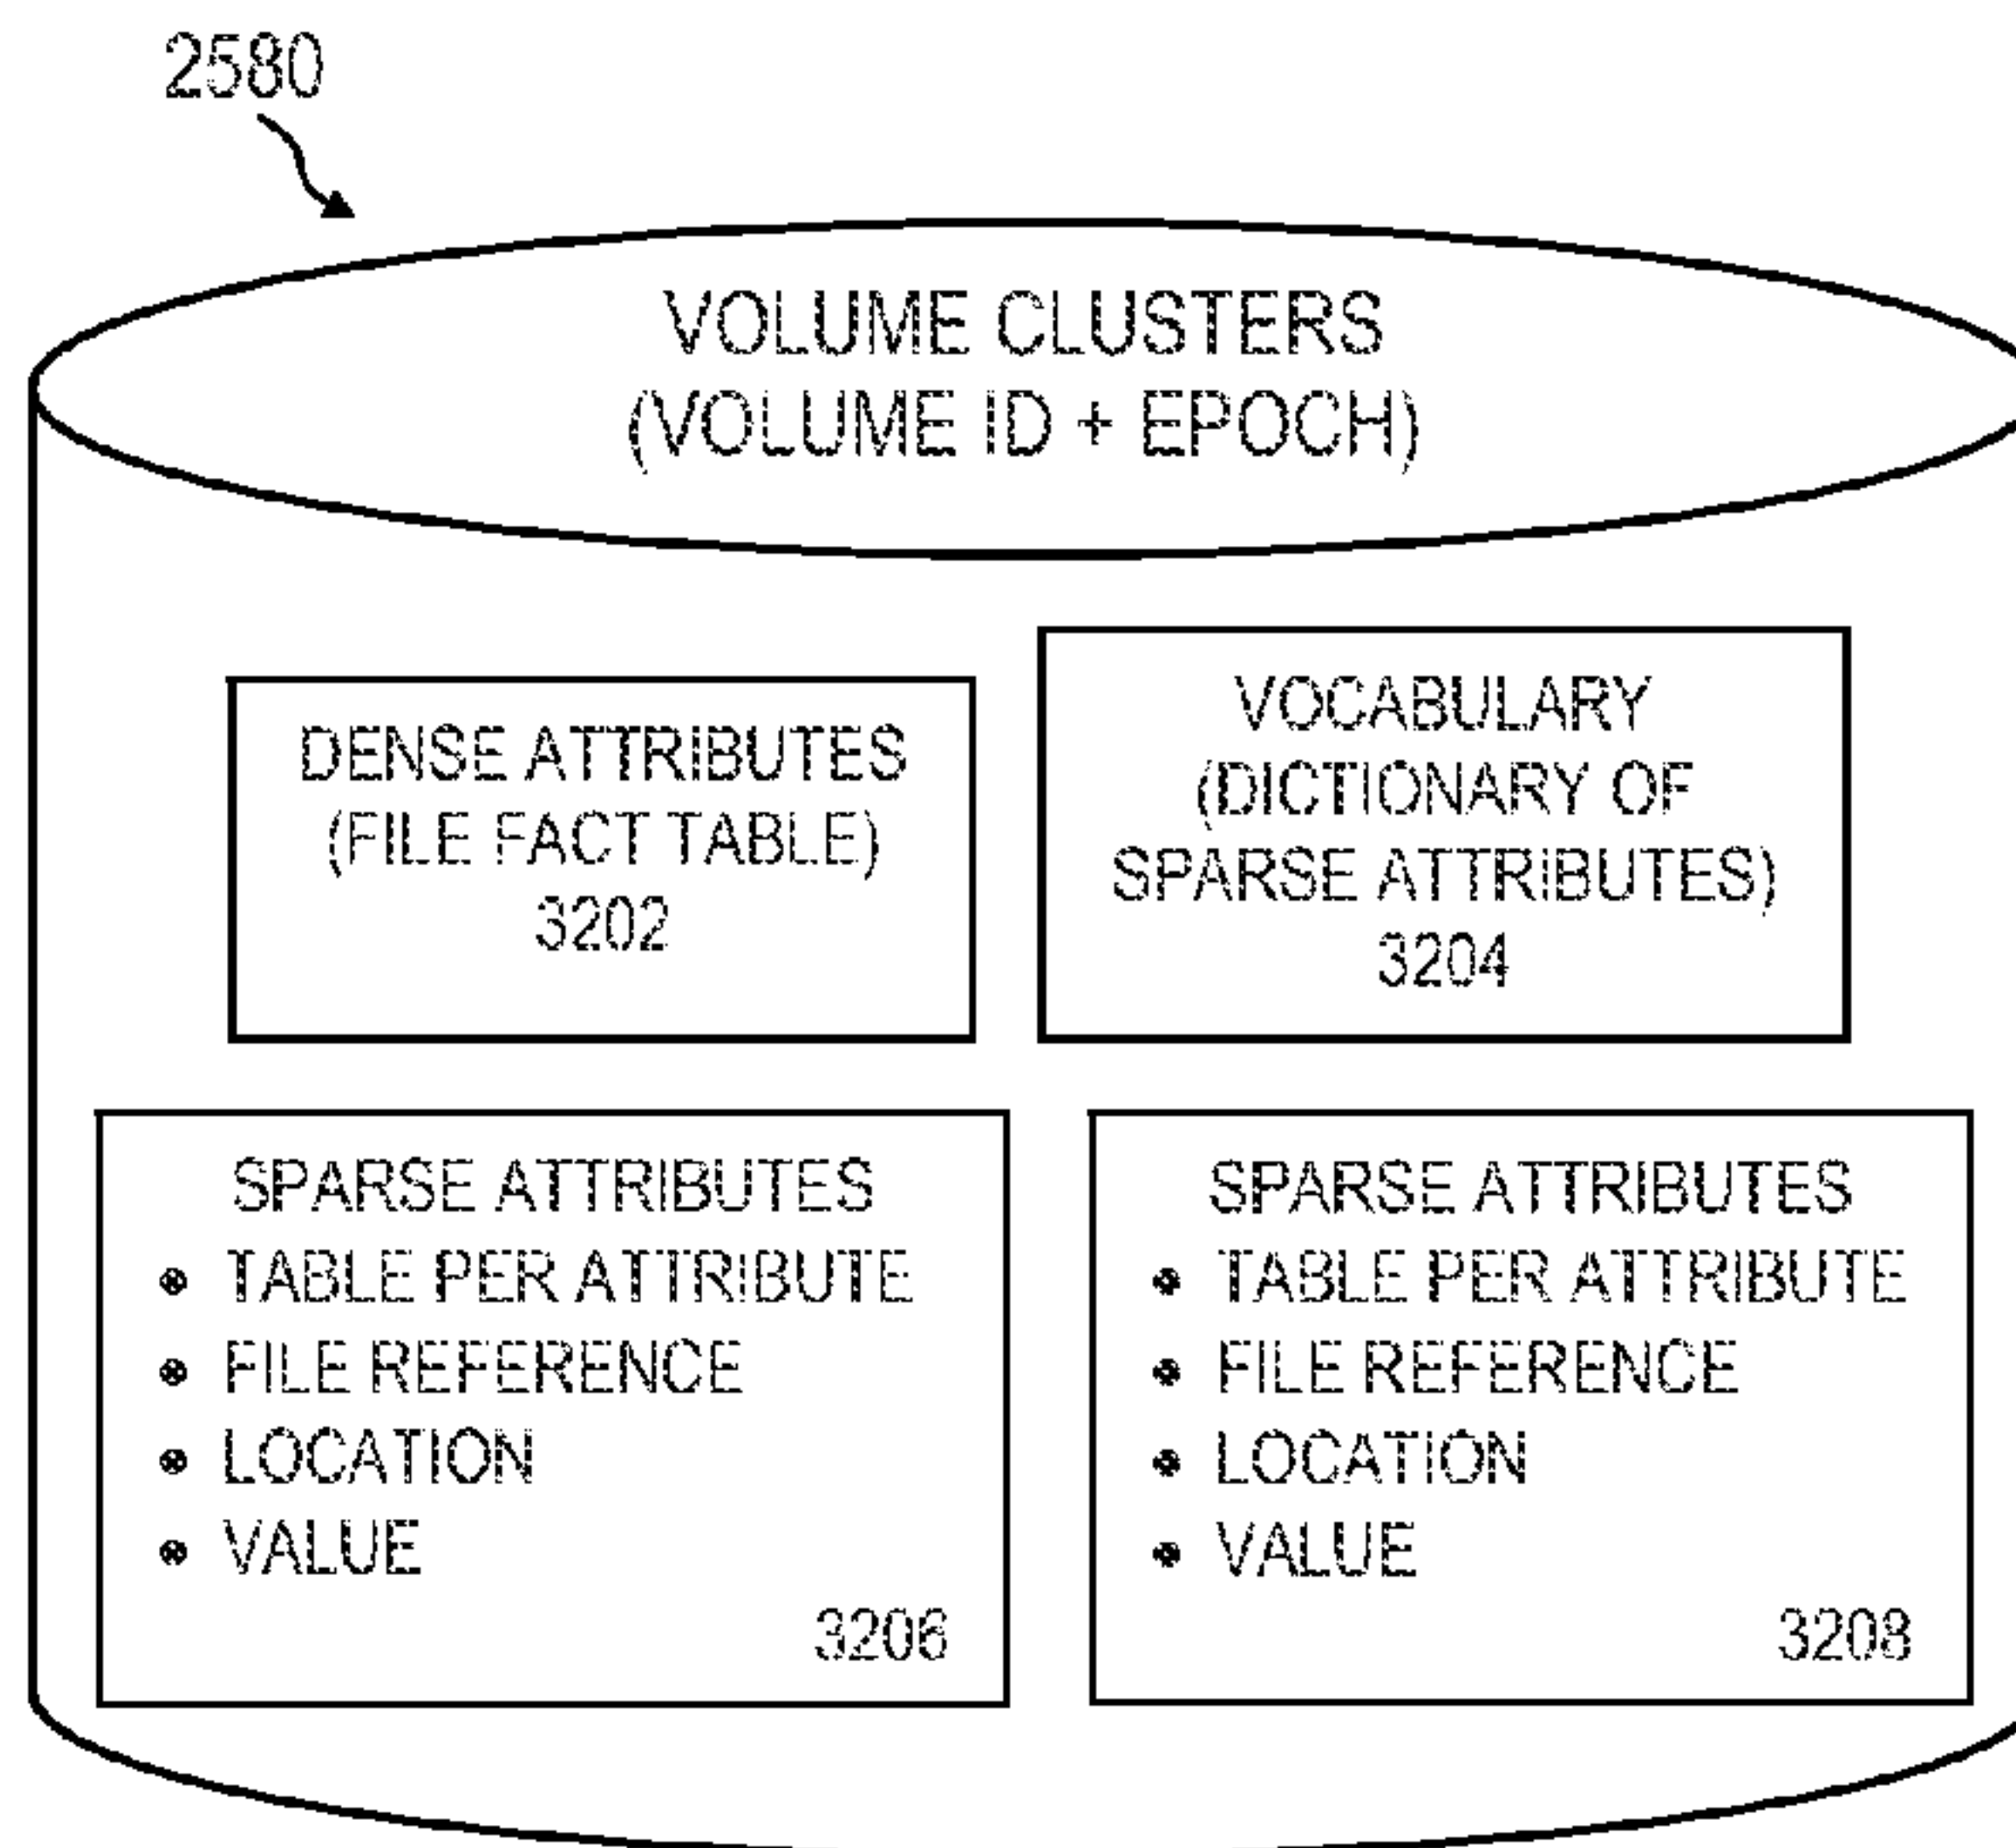 2580
VOLUME CLUSTERS
(VOLUME ID + EPOCH)
DENSE ATTRIBUTES
(FILE FACT TABLE)
3202
VOCABULARY
(DICTIONARY OF
SPARSE ATTRIBUTES)
3204
SPARSE ATTRIBUTES
• TABLE PER ATTRIBUTE
• FILE REFERENCE
• LOCATION
• VALUE
3206
SPARSE ATTRIBUTES
• TABLE PER ATTRIBUTE
• FILE REFERENCE
• LOCATION
• VALUE
3208